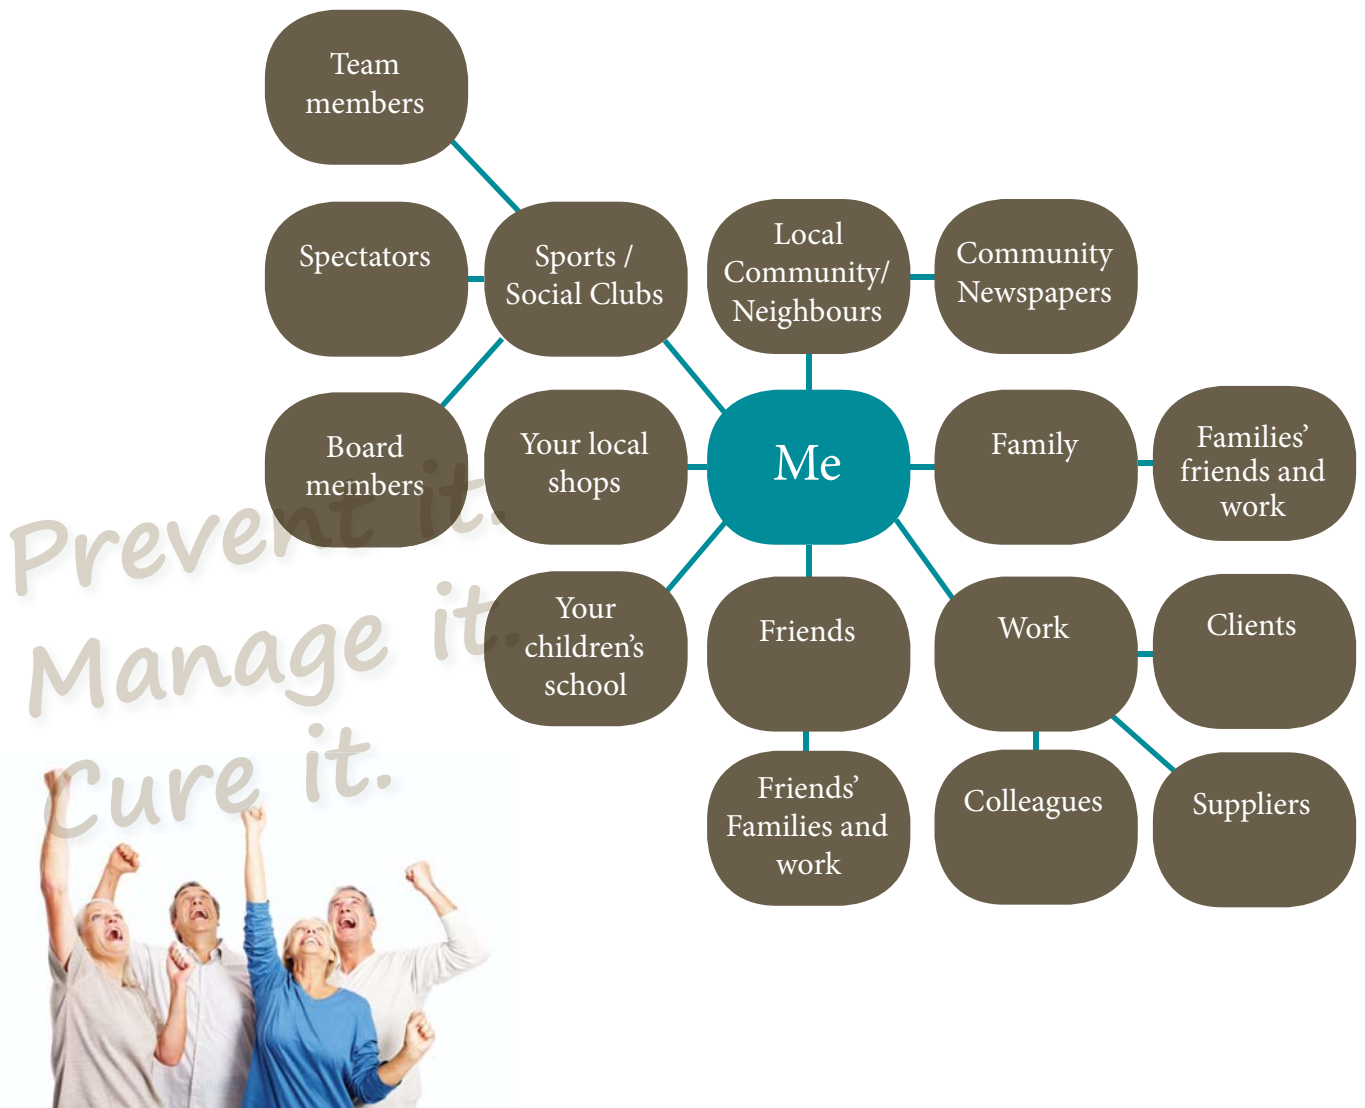 Team
members
Spectators
Sports /
Social Clubs
Local
Community/
Neighbours
Community
Newspapers
Board
members
Your local
shops
Me
Family
Families’
friends and
work
Prevent it.
Manage it.
Cure it.
Your
children’s
school
Friends
Work
Clients
Friends’
Families and
work
Colleagues
Suppliers